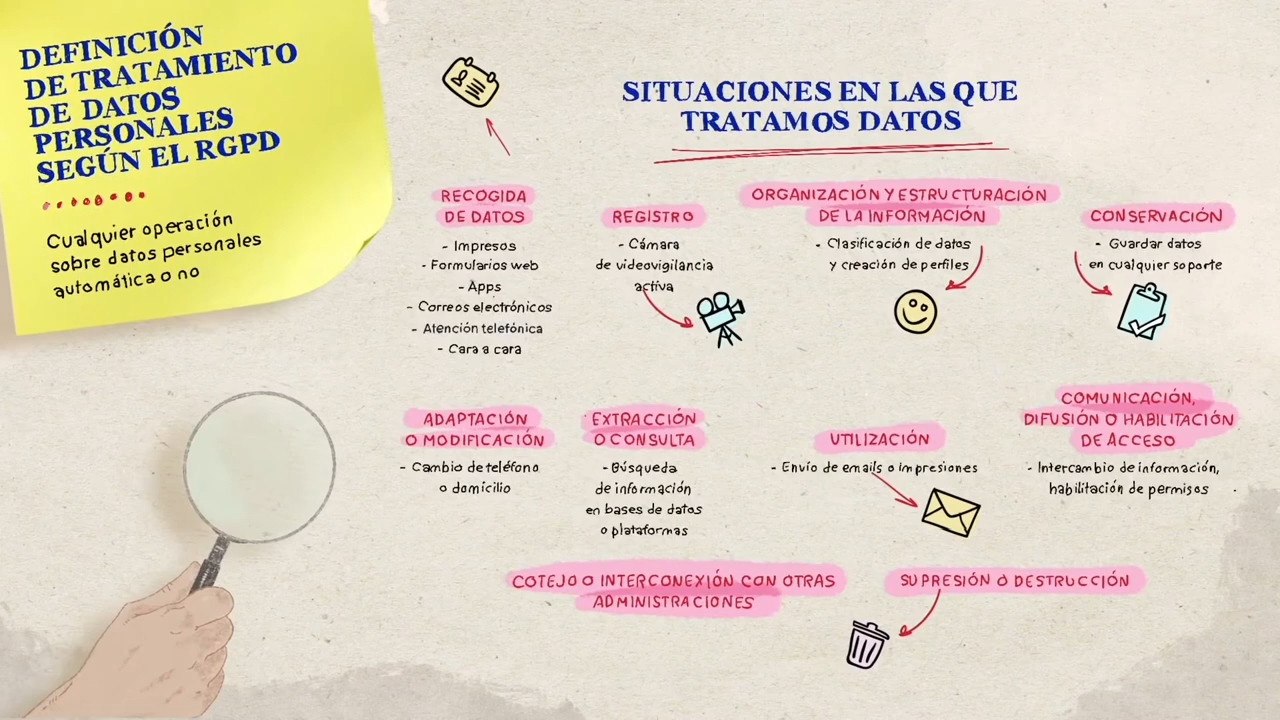 DEFINICIÓN
DE TRATAMIENTO
DE DATOS
PERSONALES
SEGÚN EL RGPD
Cualquier operación
sobre datos personales
automática o no
SITUACIONES EN LAS QUE
TRATAMOS DATOS
RECOGIDA
DE DATOS
- Impresos
- Formularios web
- Apps
- Correos electrónicos
- Atención telefónica
- Cara a cara
REGISTRO
- Cámara
de videovigilancia
activa
ORGANIZACIÓN Y ESTRUCTURACIÓN
DE LA INFORMACIÓN
- Clasificación de datos
y creación de perfiles
CONSERVACIÓN
- Guardar datos
en cualquier soporte
ADAPTACIÓN
O MODIFICACIÓN
- Cambio de teléfono
o domicilio
EXTRACCIÓN
O CONSULTA
- Búsqueda
de información
en bases de datos
o plataformas
UTILIZACIÓN
- Envío de emails o impresiones
COMUNICACIÓN,
DIFUSIÓN O HABILITACIÓN
DE ACCESO
- Intercambio de información,
habilitación de permisos
COTEJO O INTERCONEXIÓN CON OTRAS
ADMINISTRACIONES
SUPRESIÓN O DESTRUCCIÓN